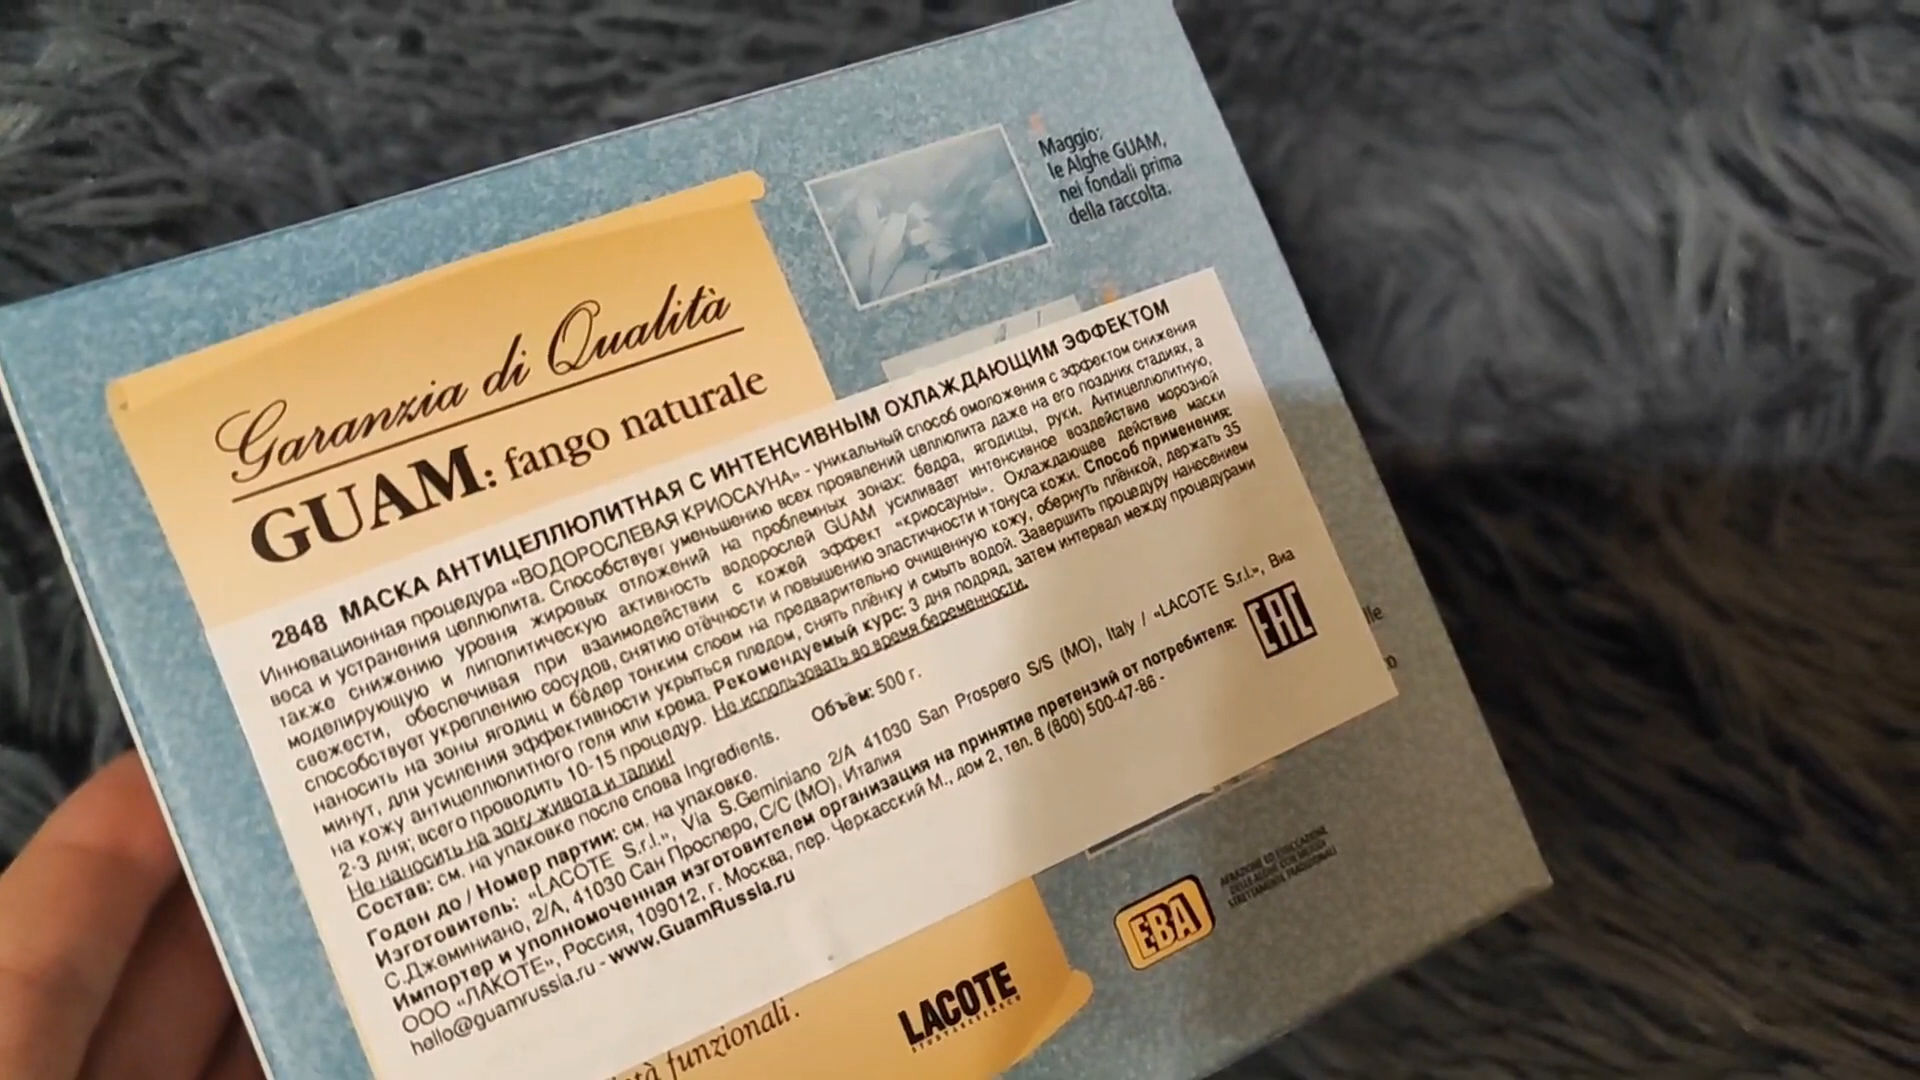 Maggio:
le Alghe GUAM,
nei fondali prima
della raccolta.
Garanzia di Qualità
GUAM: fango naturale
2848 МАСКА АНТИЦЕЛЛЮЛИТНАЯ С ИНТЕНСИВНЫМ ОХЛАЖДАЮЩИМ ЭФФЕКТОМ
Инновационная процедура «ВОДОРОСЛЕВАЯ КРИОСАУНА» - уникальный способ омоложения с эффектом снижения
веса и устранения целлюлита. Способствует уменьшению всех проявлений целлюлита даже на его поздних стадиях, а
также снижению уровня жировых отложений на проблемных зонах: бедра, ягодицы, руки. Антицеллюлитную,
моделирующую и липолитическую активность водорослей GUAM усиливает интенсивное воздействие морозной
свежести, обеспечивая при взаимодействии с кожей эффект «криосауны». Охлаждающее действие маски
способствует укреплению сосудов, снятию отёчности и повышению эластичности и тонуса кожи. Способ применения:
наносить на зоны ягодиц и бёдер тонким слоем на предварительно очищенную кожу, обернуть плёнкой, держать 35
минут, для усиления эффективности укрыться пледом, снять плёнку и смыть водой. Завершить процедуру нанесением
на кожу антицеллюлитного геля или крема. Рекомендуемый курс: 3 дня подряд, затем интервал между процедурами
2-3 дня; всего проводить 10-15 процедур. Не использовать во время беременности.
Не наносить на зону живота и талии!
Состав: см. на упаковке после слова Ingredients. Объём: 500 г.
Годен до / Номер партии: см. на упаковке.
Изготовитель: «LACOTE S.r.l.», Via S.Geminiano 2/A 41030 San Prospero S/S (MO), Italy / «LACOTE S.r.l.», Виа
С.Джеминиано, 2/А, 41030 Сан Просперо, С/С (МО), Италия
Импортер и уполномоченная изготовителем организация на принятие претензий от потребителя:
ООО «ЛАКОТЕ», Россия, 109012, г. Москва, пер. Черкасский М., дом 2, тел. 8 (800) 500-47-86 -
hello@guamrussia.ru - www.GuamRussia.ru
EAC
EBA
LACOTE
funzionali.